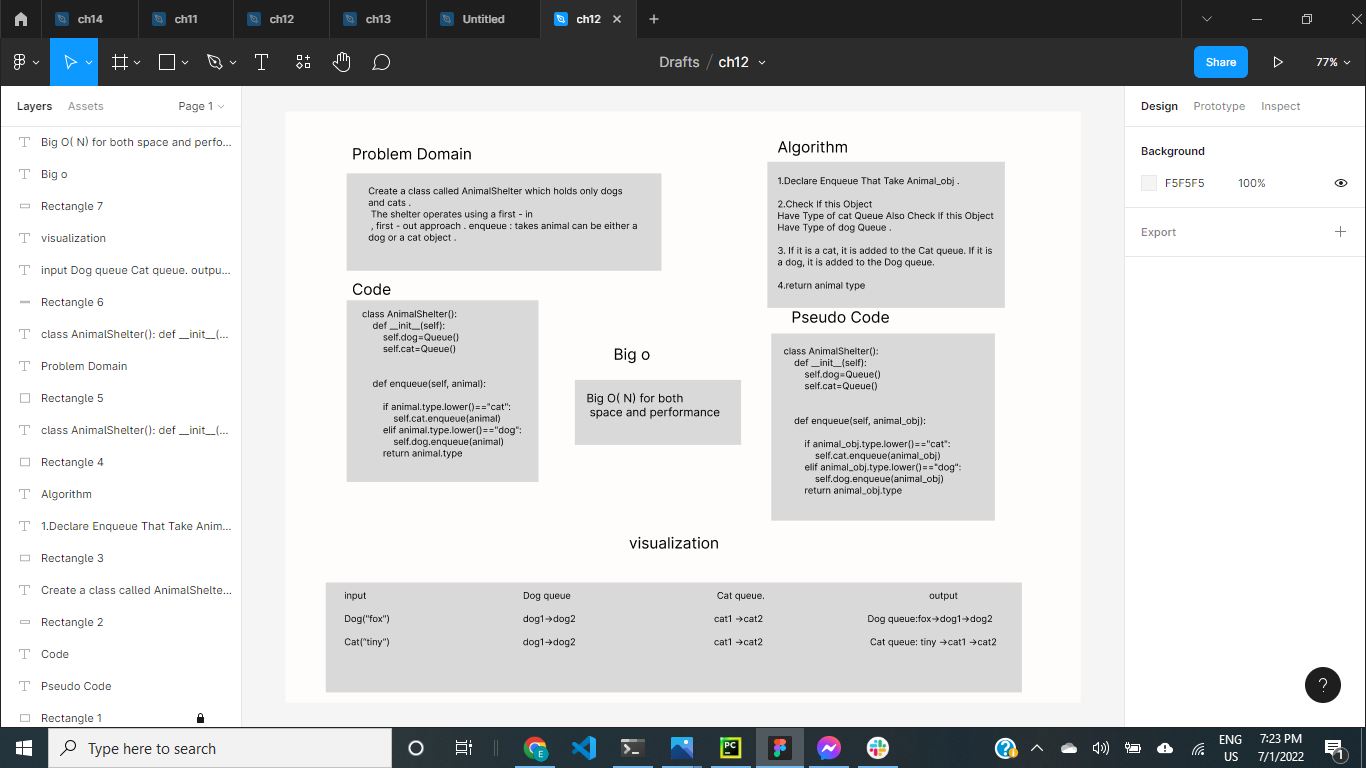 ch14
ch11
ch12
ch13
Untitled
ch12
Drafts / ch12
Share
77%
Layers
Assets
Page 1
Big O( N) for both space and perfo...
Big o
Rectangle 7
visualization
input Dog queue Cat queue. outpu...
Rectangle 6
class AnimalShelter(): def __init__(...
Problem Domain
Rectangle 5
class AnimalShelter(): def __init__(...
Rectangle 4
Algorithm
1.Declare Enqueue That Take Anim...
Rectangle 3
Create a class called AnimalShelte...
Rectangle 2
Code
Pseudo Code
Rectangle 1
Problem Domain
Create a class called AnimalShelter which holds only dogs
and cats .
The shelter operates using a first - in
, first - out approach . enqueue : takes animal can be either a
dog or a cat object .
Algorithm
1.Declare Enqueue That Take Animal_obj .
2.Check If this Object
Have Type of cat Queue Also Check If this Object
Have Type of dog Queue .
3. If it is a cat, it is added to the Cat queue. If it is
a dog, it is added to the Dog queue.
4.return animal type
Code
class AnimalShelter():
def __init__(self):
self.dog=Queue()
self.cat=Queue()
def enqueue(self, animal):
if animal.type.lower()=="cat":
self.cat.enqueue(animal)
elif animal.type.lower()=="dog":
self.dog.enqueue(animal)
return animal.type
Big o
Big O( N) for both
space and performance
Pseudo Code
class AnimalShelter():
def __init__(self):
self.dog=Queue()
self.cat=Queue()
def enqueue(self, animal_obj):
if animal_obj.type.lower()=="cat":
self.cat.enqueue(animal_obj)
elif animal_obj.type.lower()=="dog":
self.dog.enqueue(animal_obj)
return animal_obj.type
visualization
input Dog queue Cat queue. output
Dog("fox") dog1→dog2 cat1 →cat2 Dog queue:fox→dog1→dog2
Cat("tiny") dog1→dog2 cat1 →cat2 Cat queue: tiny →cat1 →cat2
Design
Prototype
Inspect
Background
F5F5F5 100%
Export
?
Type here to search
E
PC
ENG
US
7:23 PM
7/1/2022
1